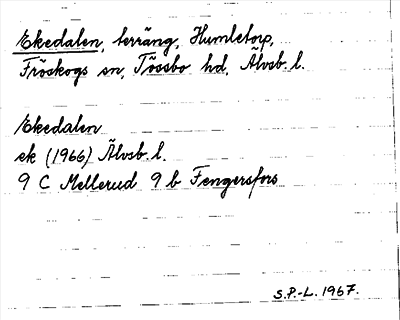 Ekedalen, terräng, Humletorp,
Fröskogs sn, Tössbo hd, Älvsb. l.
Ekedalen
ek (1966) Älvsb. l.
9 C Mellerud 9 b Fengersfors
S.P.-L. 1967.